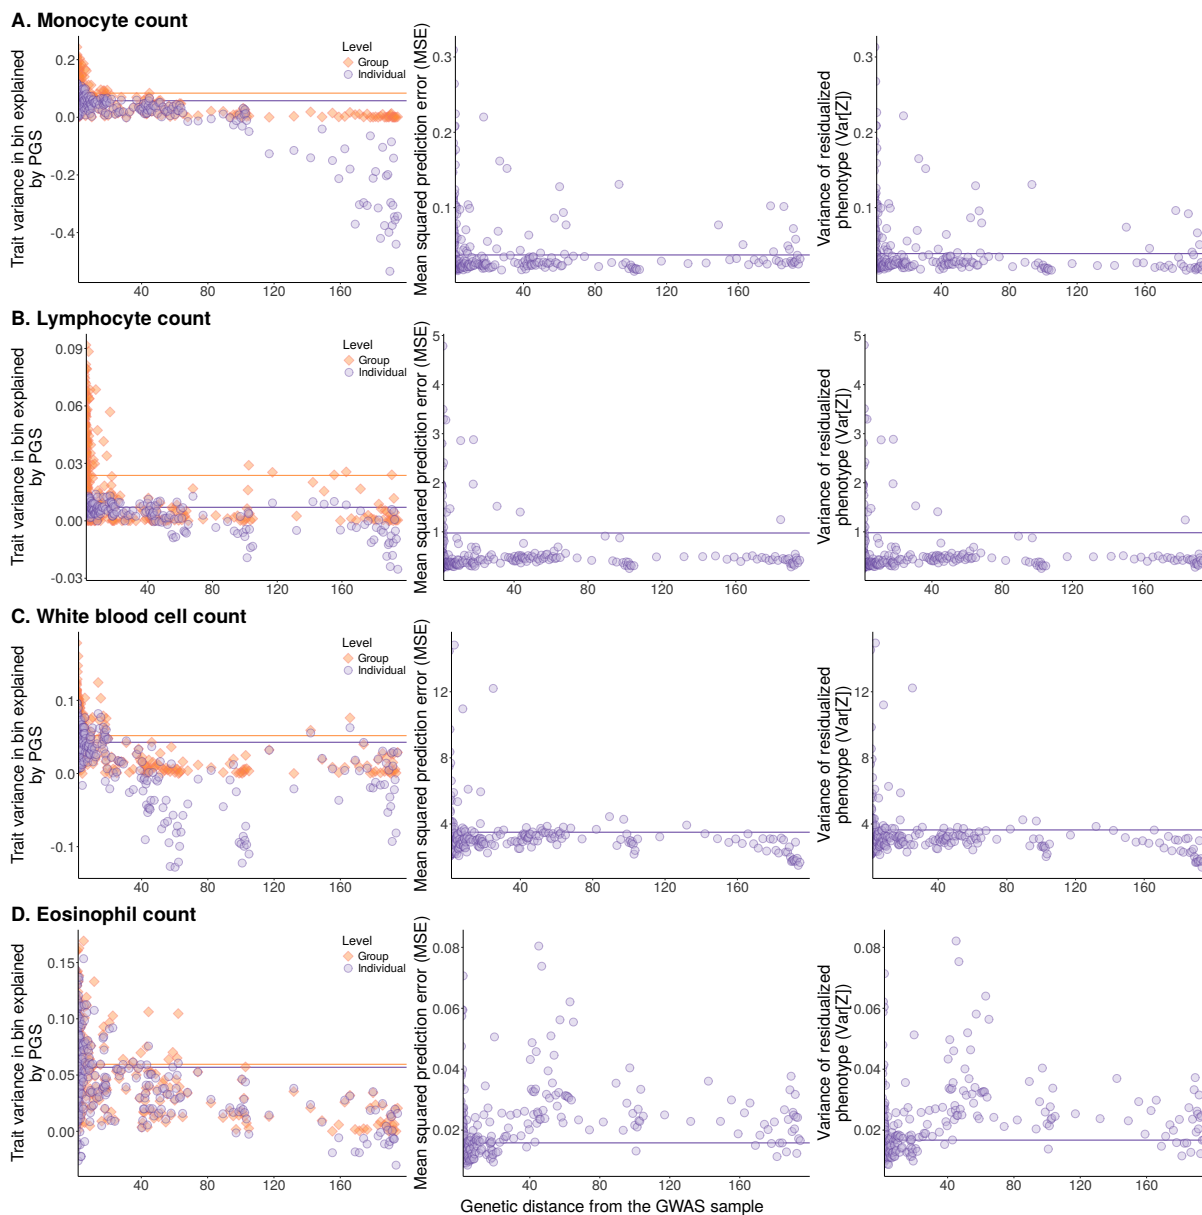 A. Monocyte count
Trait variance in bin explained
by PGS
0.2
0.0
-0.2
-0.4
40
80
120
160
Level
Group
Individual
Mean squared prediction error (MSE)
0.3
0.2
0.1
40
80
120
160
Variance of residualized
phenotype (Var[Z])
0.3
0.2
0.1
40
80
120
160
B. Lymphocyte count
Trait variance in bin explained
by PGS
0.09
0.06
0.03
0.00
-0.03
40
80
120
160
Level
Group
Individual
Mean squared prediction error (MSE)
5
4
3
2
1
40
80
120
160
Variance of residualized
phenotype (Var[Z])
5
4
3
2
1
40
80
120
160
C. White blood cell count
Trait variance in bin explained
by PGS
0.1
0.0
-0.1
40
80
120
160
Level
Group
Individual
Mean squared prediction error (MSE)
12
8
4
40
80
120
160
Variance of residualized
phenotype (Var[Z])
12
8
4
40
80
120
160
D. Eosinophil count
Trait variance in bin explained
by PGS
0.15
0.10
0.05
0.00
40
80
120
160
Level
Group
Individual
Mean squared prediction error (MSE)
0.08
0.06
0.04
0.02
40
80
120
160
Variance of residualized
phenotype (Var[Z])
0.08
0.06
0.04
0.02
40
80
120
160
Genetic distance from the GWAS sample